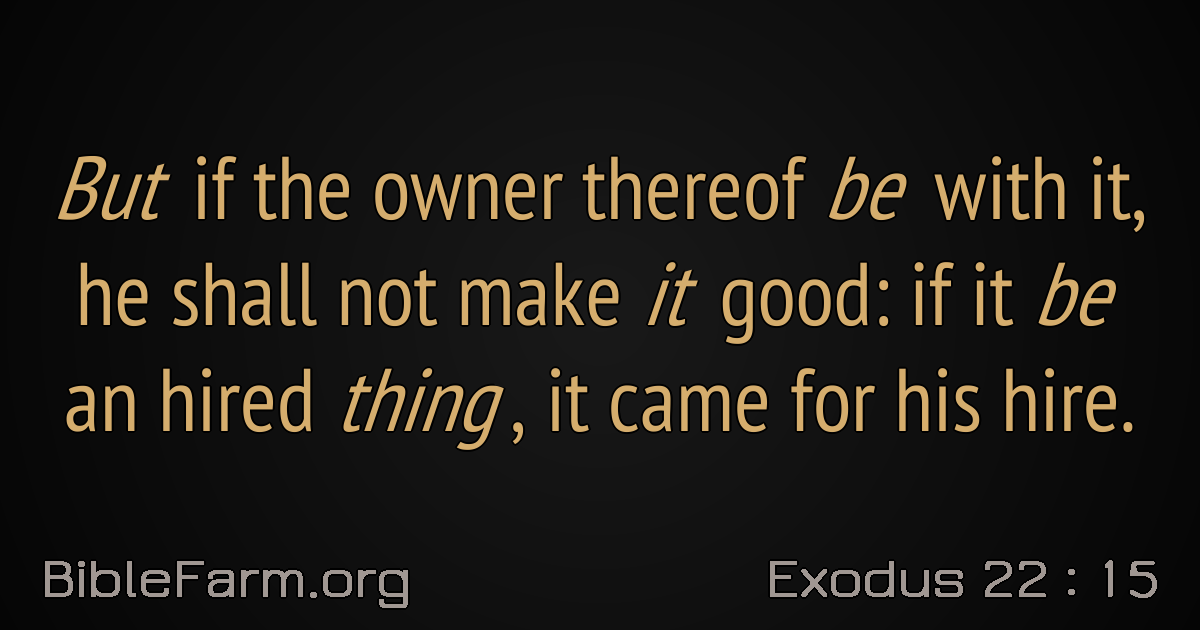 But if the owner thereof be with it,
he shall not make it good: if it be
an hired thing, it came for his hire.
BibleFarm.org
Exodus 22 : 15